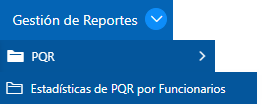 Gestión de Reportes
PQR
Estadísticas de PQR por Funcionarios